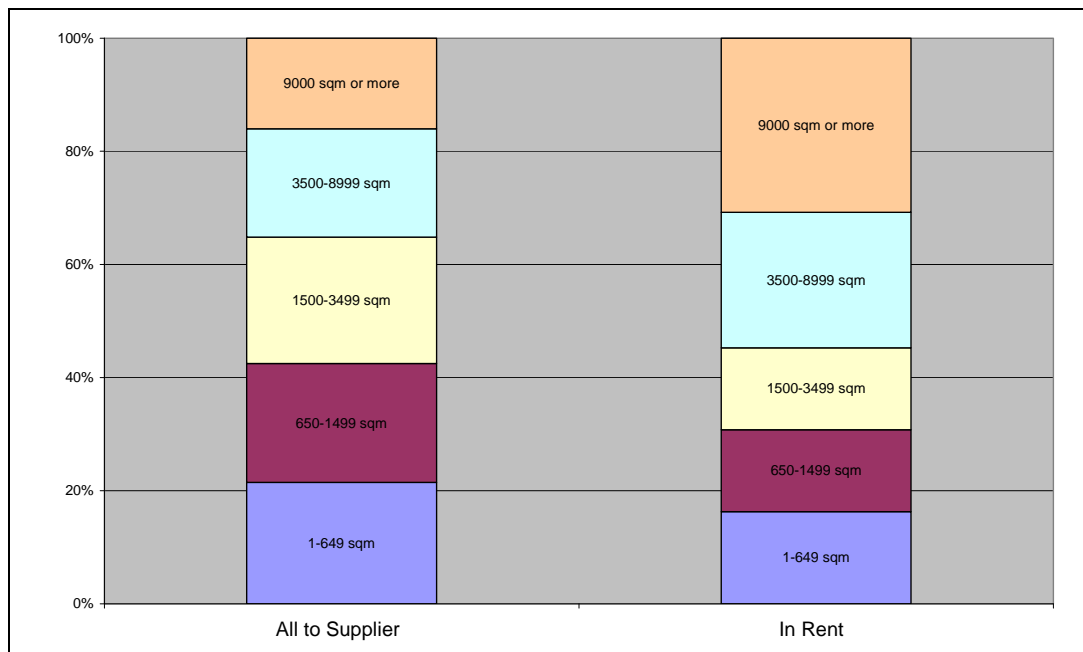 100%
80%
60%
40%
20%
0%
9000 sqm or more
3500-8999 sqm
1500-3499 sqm
650-1499 sqm
1-649 sqm
9000 sqm or more
3500-8999 sqm
1500-3499 sqm
650-1499 sqm
1-649 sqm
All to Supplier
In Rent